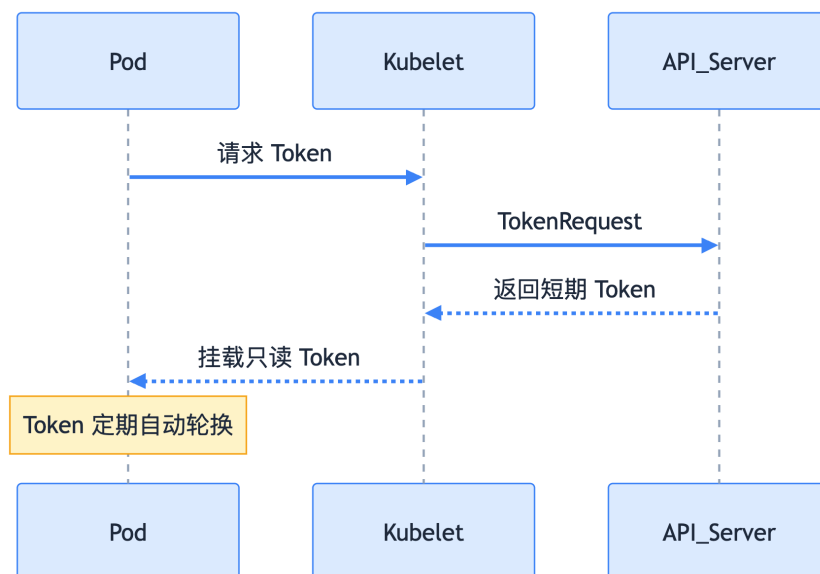 Pod
Kubelet
API_Server
请求 Token
TokenRequest
返回短期 Token
挂载只读 Token
Token 定期自动轮换
Pod
Kubelet
API_Server